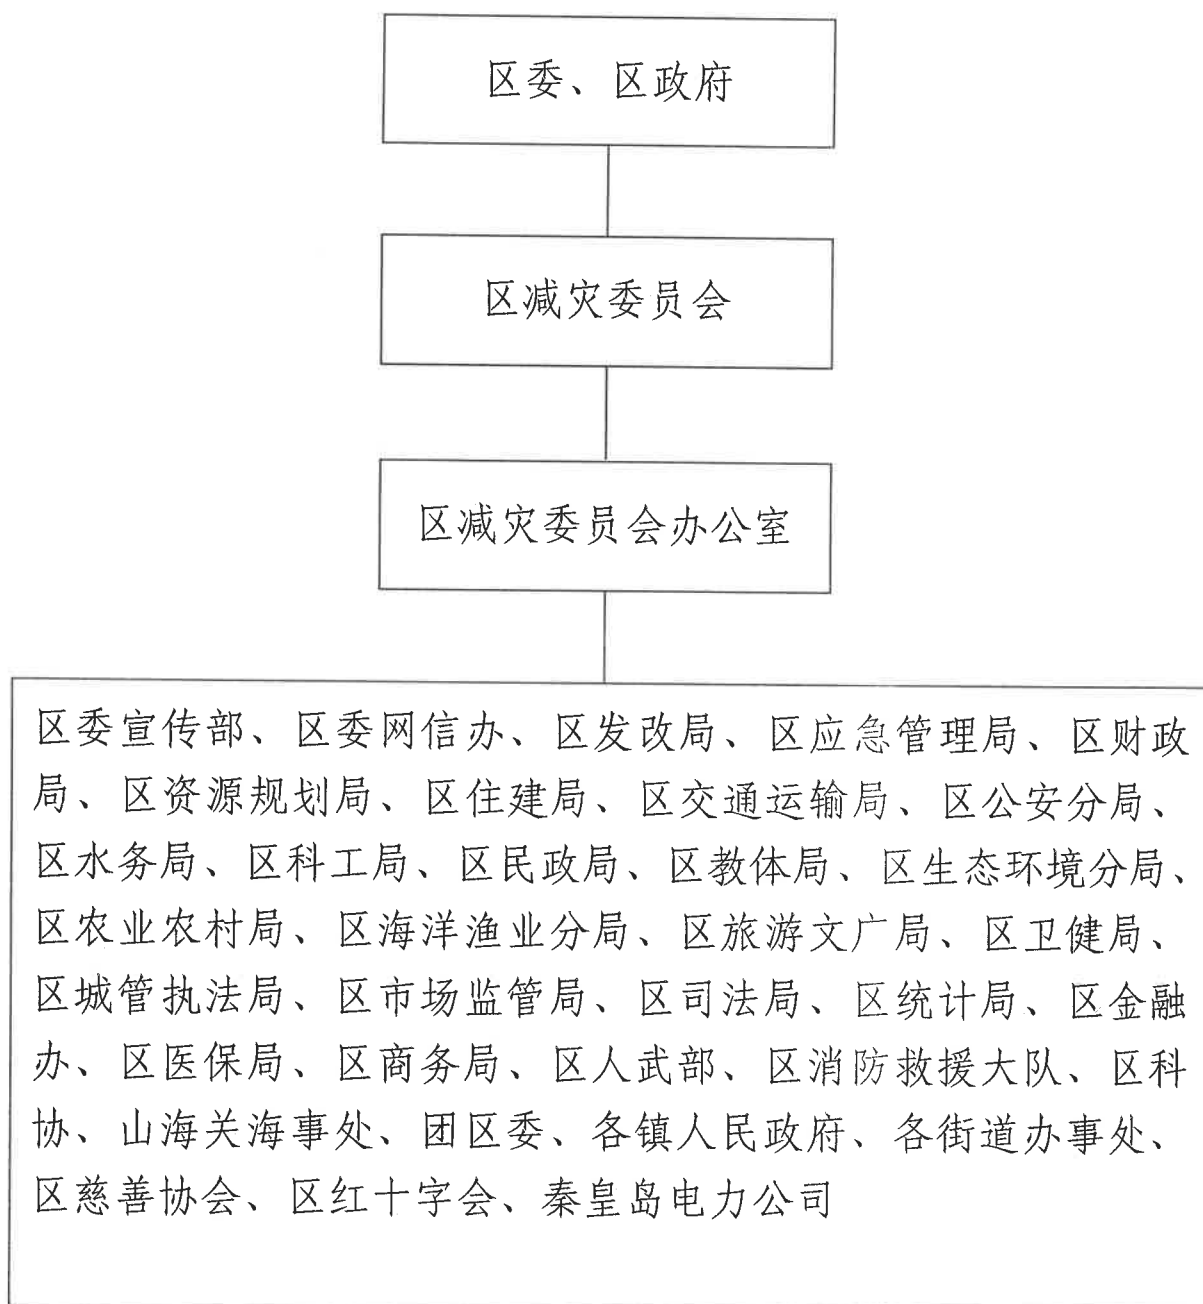 区委、区政府
区减灾委员会
区减灾委员会办公室
区委宣传部、区委网信办、区发改局、区应急管理局、区财政
局、区资源规划局、区住建局、区交通运输局、区公安分局、
区水务局、区科工局、区民政局、区教体局、区生态环境分局、
区农业农村局、区海洋渔业分局、区旅游文广局、区卫健局、
区城管执法局、区市场监管局、区司法局、区统计局、区金融
办、区医保局、区商务局、区人武部、区消防救援大队、区科
协、山海关海事处、团区委、各镇人民政府、各街道办事处、
区慈善协会、区红十字会、秦皇岛电力公司